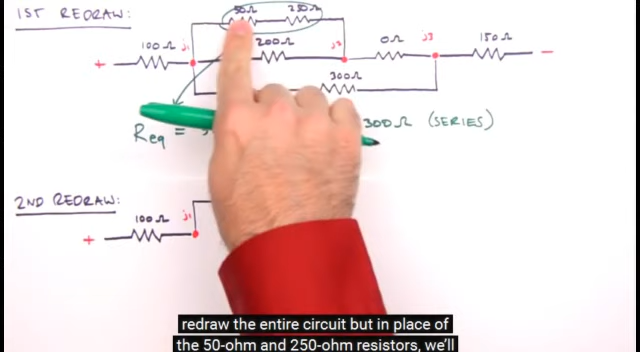 1ST REDRAW:
50Ω 250Ω
100Ω j1 200Ω j2 0Ω j3 150Ω
+ −
300Ω
Req = 300Ω (SERIES)
2ND REDRAW:
100Ω j1
+
redraw the entire circuit but in place of
the 50-ohm and 250-ohm resistors, we'll